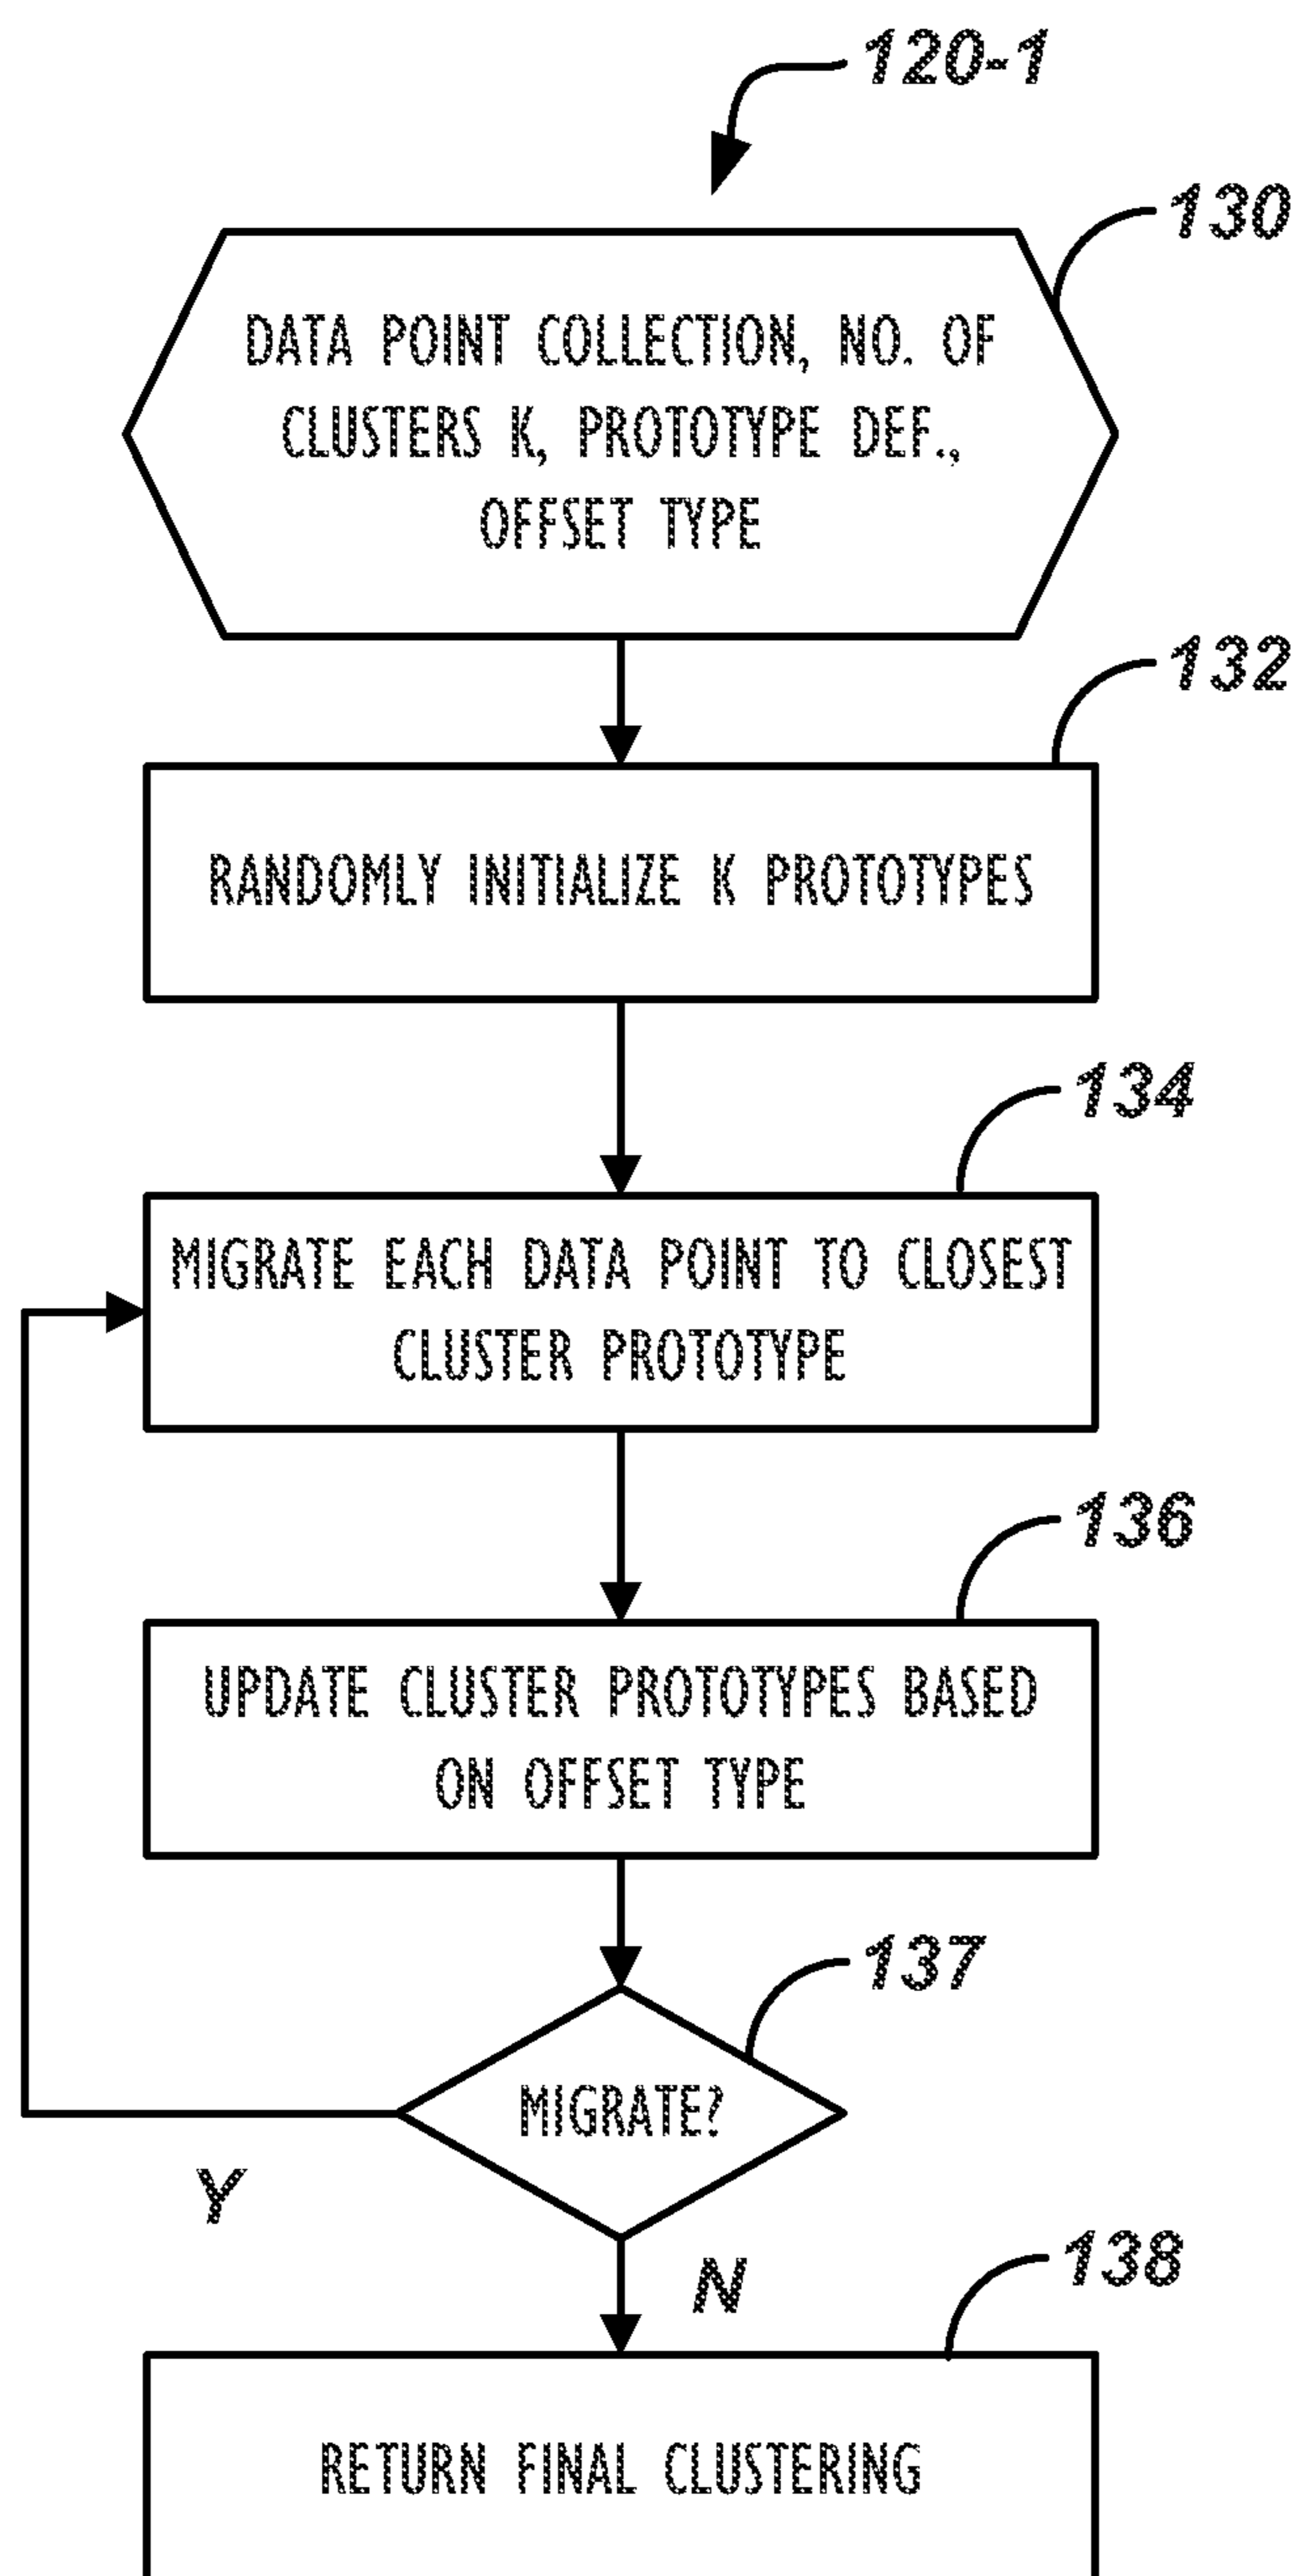 120-1
130
DATA POINT COLLECTION, NO. OF
CLUSTERS K, PROTOTYPE DEF.,
OFFSET TYPE
132
RANDOMLY INITIALIZE K PROTOTYPES
134
MIGRATE EACH DATA POINT TO CLOSEST
CLUSTER PROTOTYPE
136
UPDATE CLUSTER PROTOTYPES BASED
ON OFFSET TYPE
137
MIGRATE?
Y
N
138
RETURN FINAL CLUSTERING